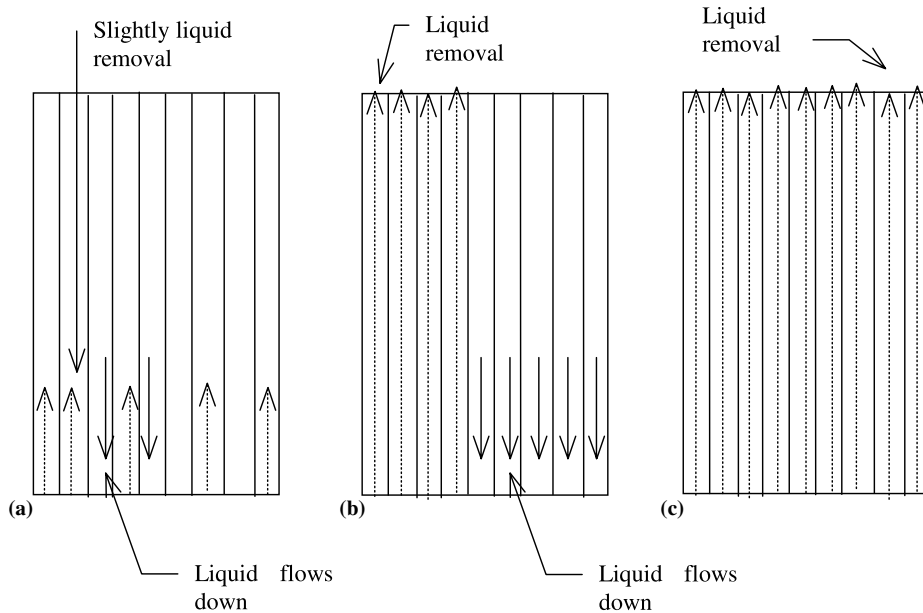 Slightly liquid
removal
Liquid
removal
Liquid
removal
(a)
(b)
(c)
Liquid flows
down
Liquid flows
down